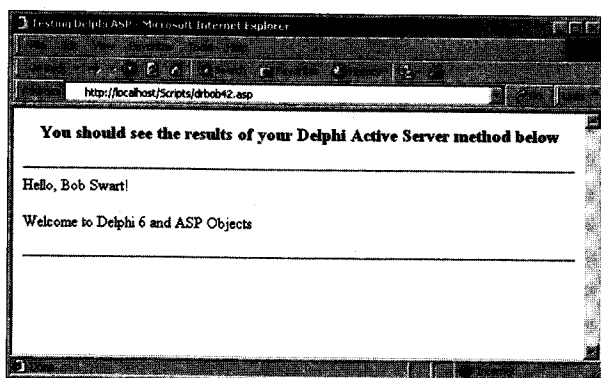 Testing Delphi ASP - Microsoft Internet Explorer
http://localhost/Scripts/drbob42.asp
You should see the results of your Delphi Active Server method below
Hello, Bob Swart!
Welcome to Delphi 6 and ASP Objects